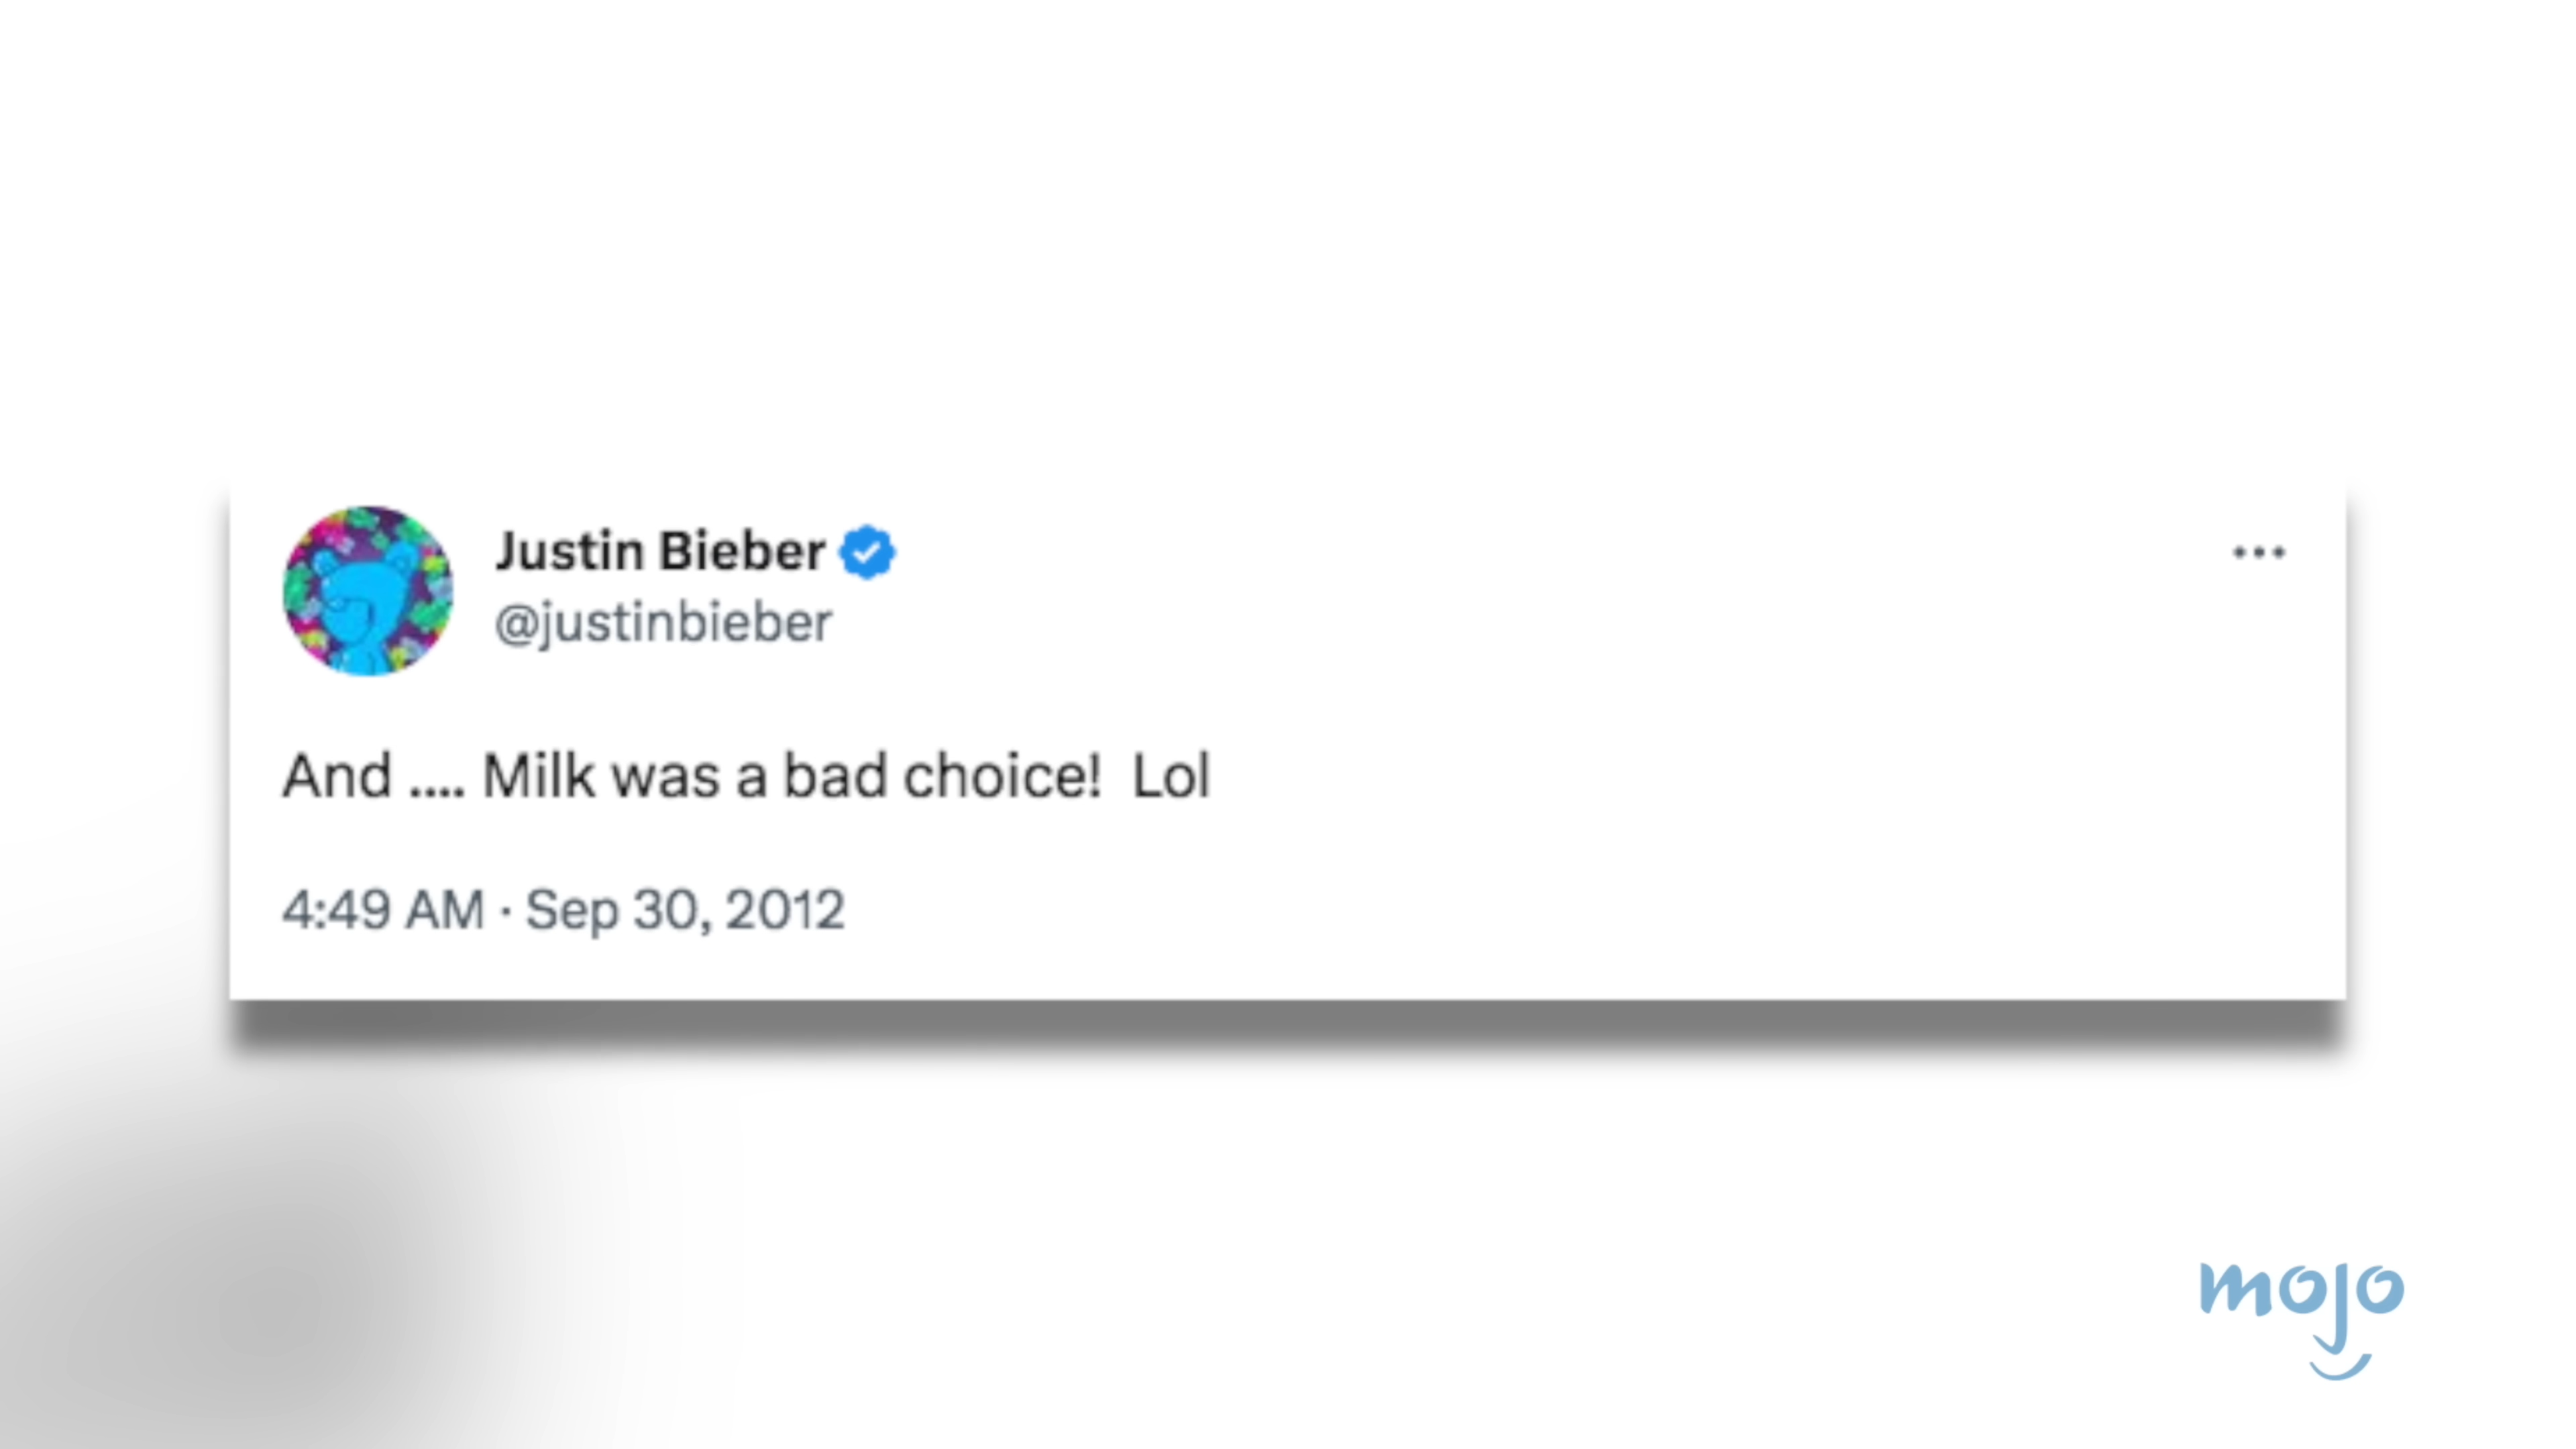 Justin Bieber
@justinbieber
And .... Milk was a bad choice!  Lol
4:49 AM · Sep 30, 2012
mojo